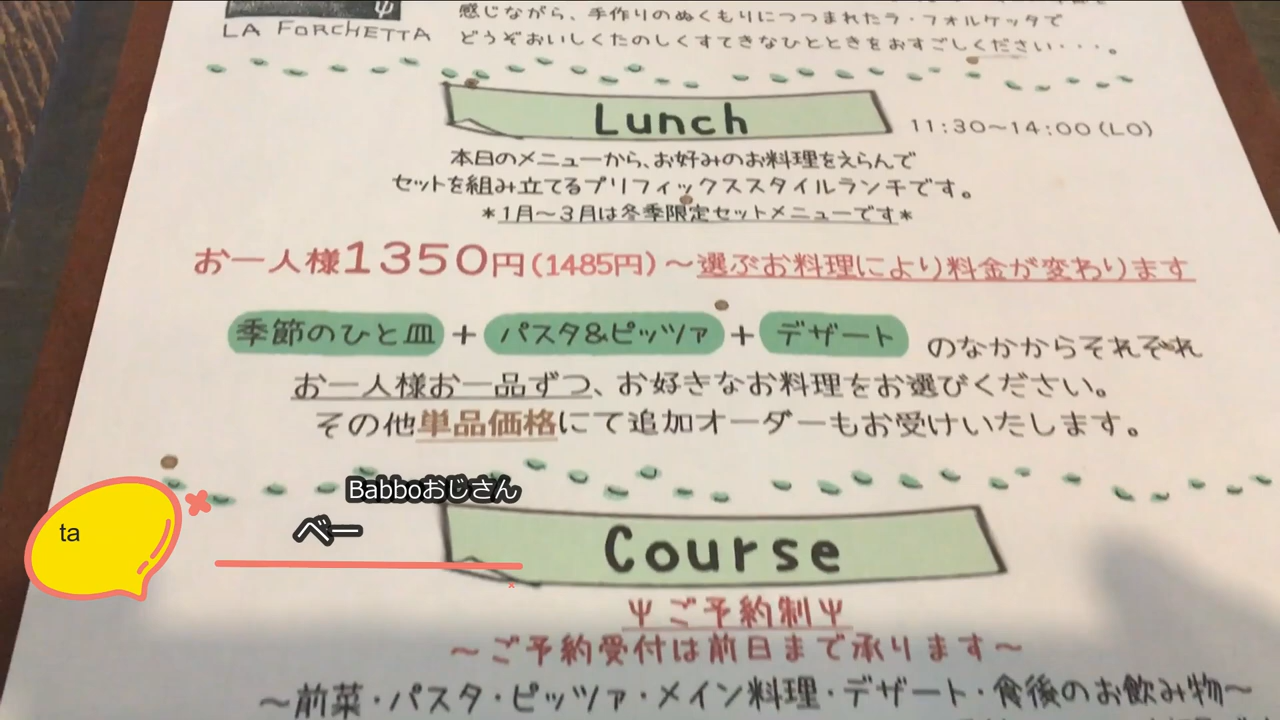 感じながら、手作りのぬくもりにつつまれたラ・フォルケッタで
LA FORCHETTA
どうぞおいしくたのしくすてきなひとときをおすごしください・・・。
Lunch
11:30~14:00(LO)
本日のメニューから、お好みのお料理をえらんで
セットを組み立てるプリフィックススタイルランチです。
*1月～3月は冬季限定セットメニューです*
お一人様1350円(1485円)～選ぶお料理により料金が変わります
季節のひと皿 + パスタ&ピッツァ + デザート のなかからそれぞれ
お一人様お一品ずつ、お好きなお料理をお選びください。
その他単品価格にて追加オーダーもお受けいたします。
Babboおじさん
ta
べー
Course
Ψご予約制Ψ
～ご予約受付は前日まで承ります～
～前菜・パスタ・ピッツァ・メイン料理・デザート・食後のお飲み物～